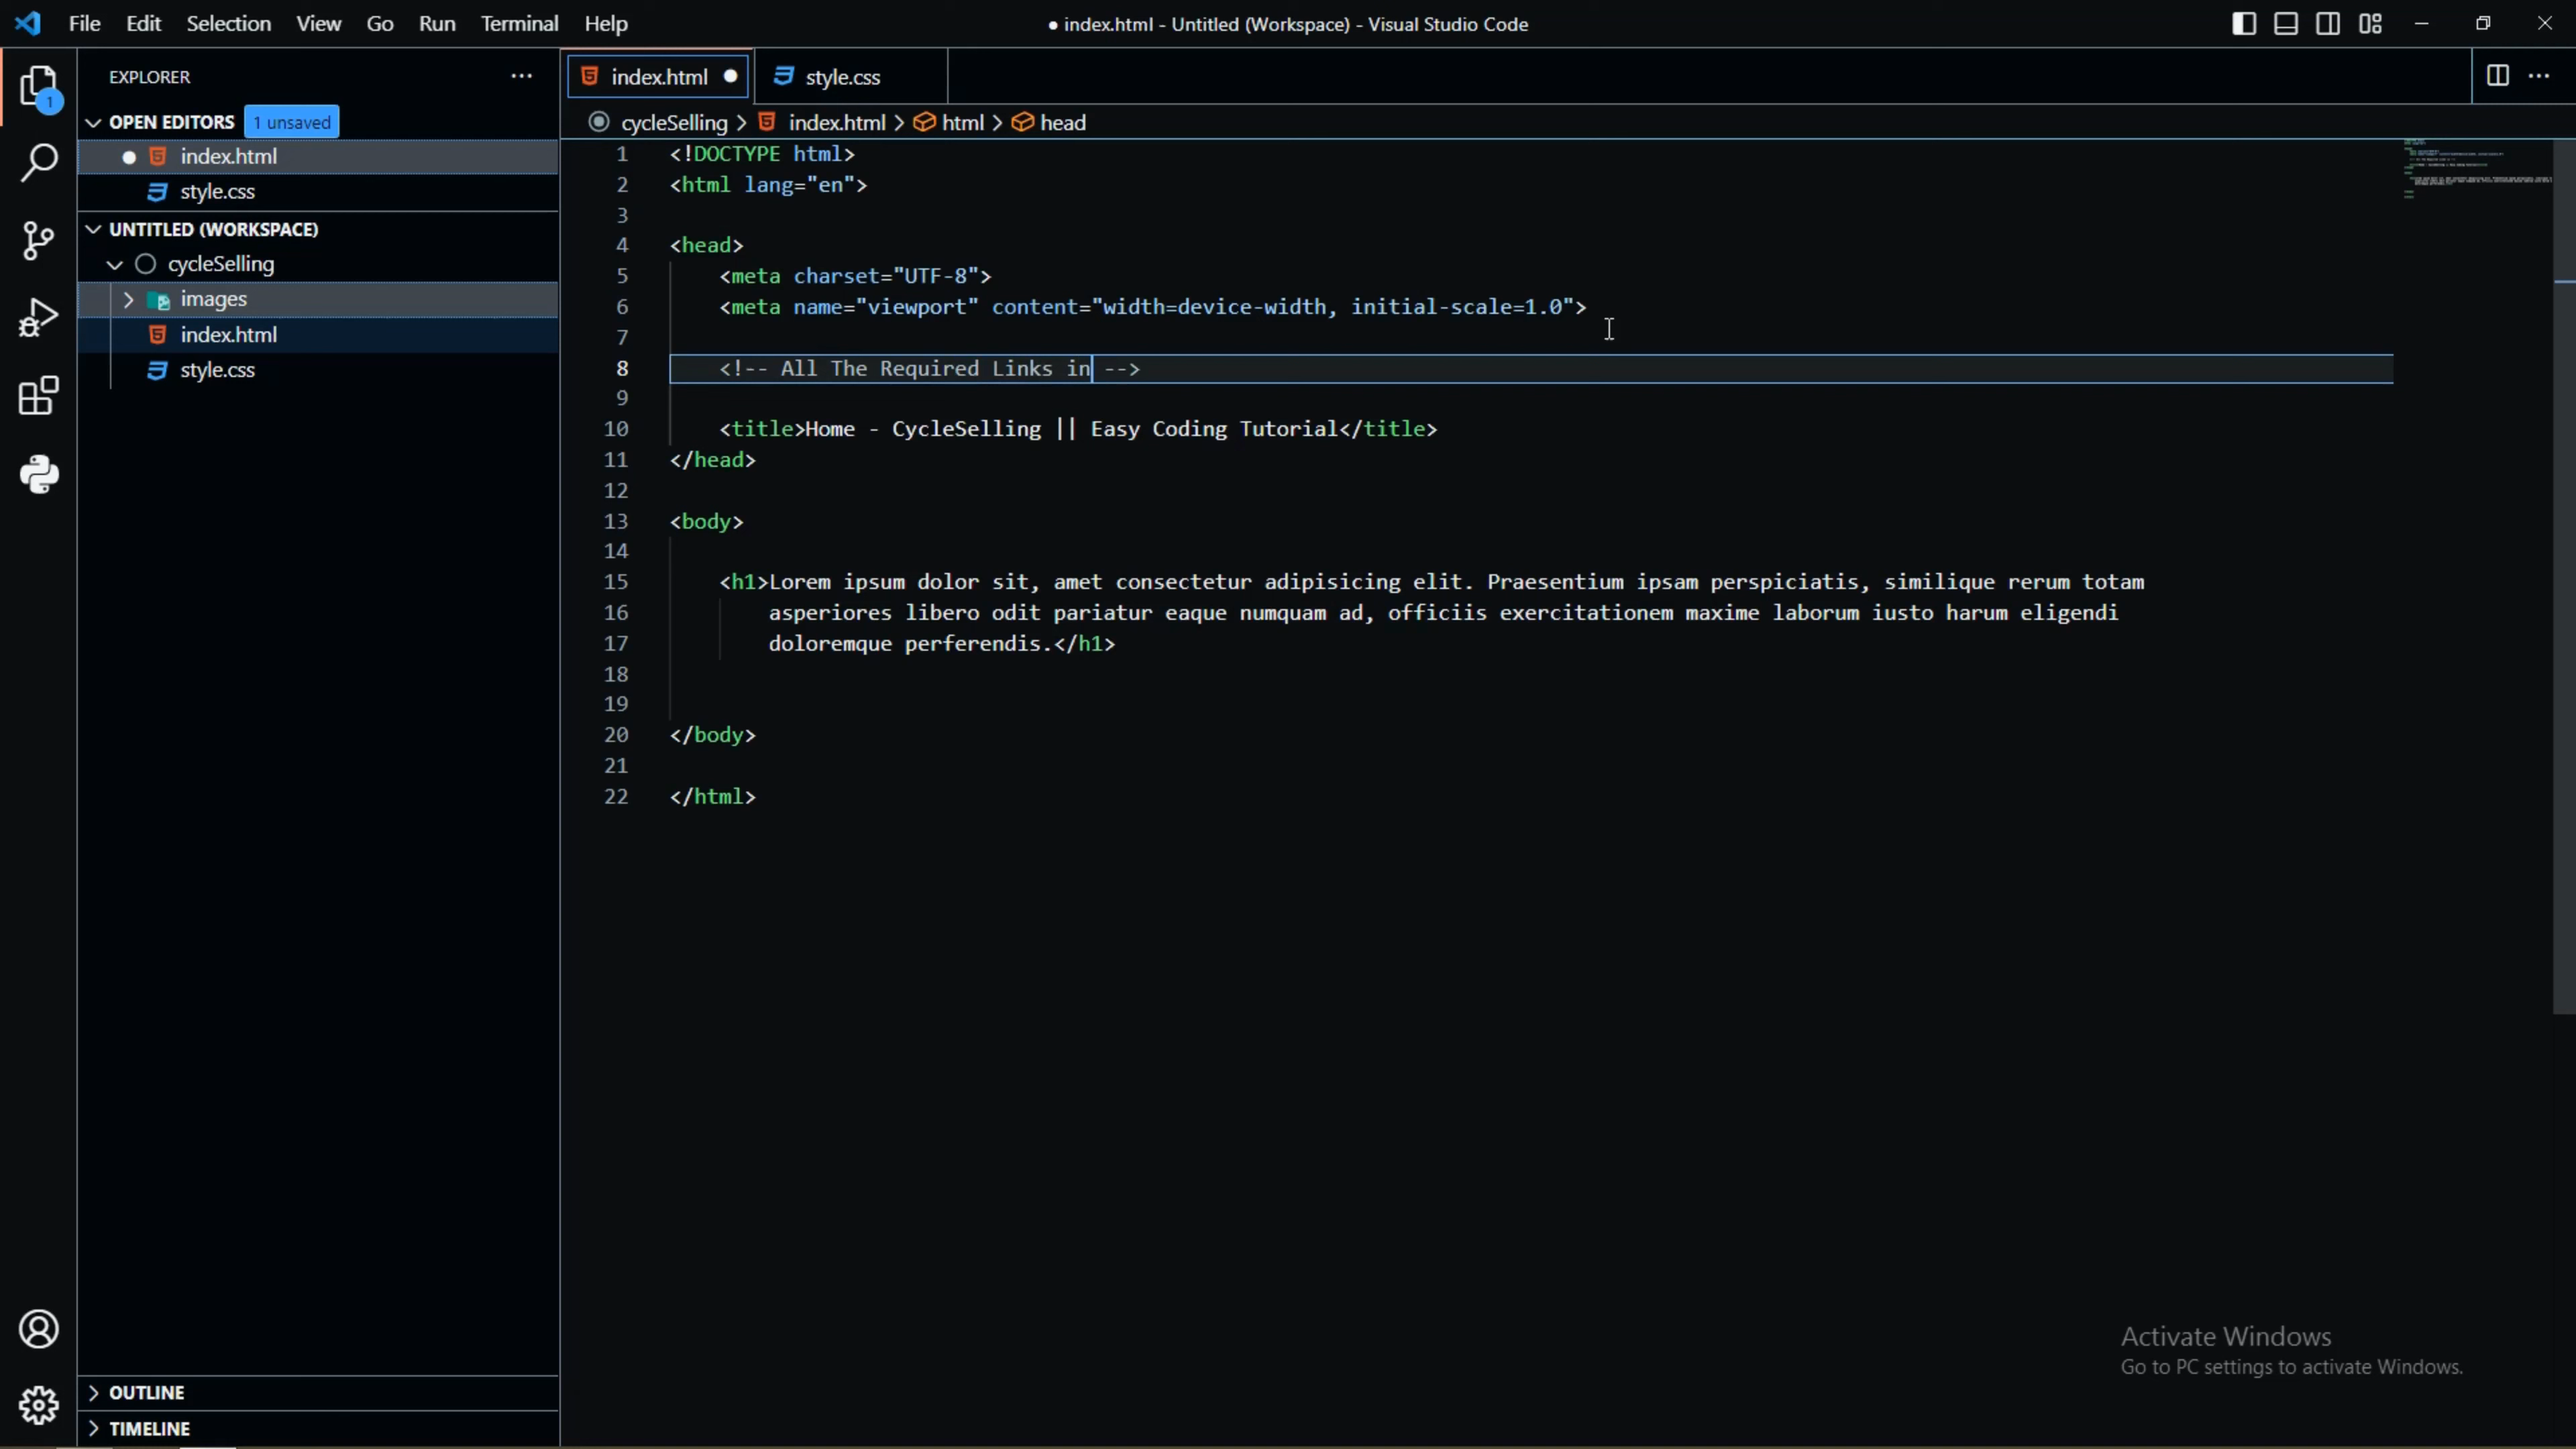 File Edit Selection View Go Run Terminal Help
● index.html - Untitled (Workspace) - Visual Studio Code
EXPLORER
OPEN EDITORS 1 unsaved
index.html
style.css
UNTITLED (WORKSPACE)
cycleSelling
images
index.html
style.css
OUTLINE
TIMELINE
1
index.html
style.css
cycleSelling > index.html > html > head
1 <!DOCTYPE html>
2 <html lang="en">
3
4 <head>
5 <meta charset="UTF-8">
6 <meta name="viewport" content="width=device-width, initial-scale=1.0">
7
8 <!-- All The Required Links in -->
9
10 <title>Home - CycleSelling || Easy Coding Tutorial</title>
11 </head>
12
13 <body>
14
15 <h1>Lorem ipsum dolor sit, amet consectetur adipisicing elit. Praesentium ipsam perspiciatis, similique rerum totam
16 asperiores libero odit pariatur eaque numquam ad, officiis exercitationem maxime laborum iusto harum eligendi
17 doloremque perferendis.</h1>
18
19
20 </body>
21
22 </html>
Activate Windows
Go to PC settings to activate Windows.